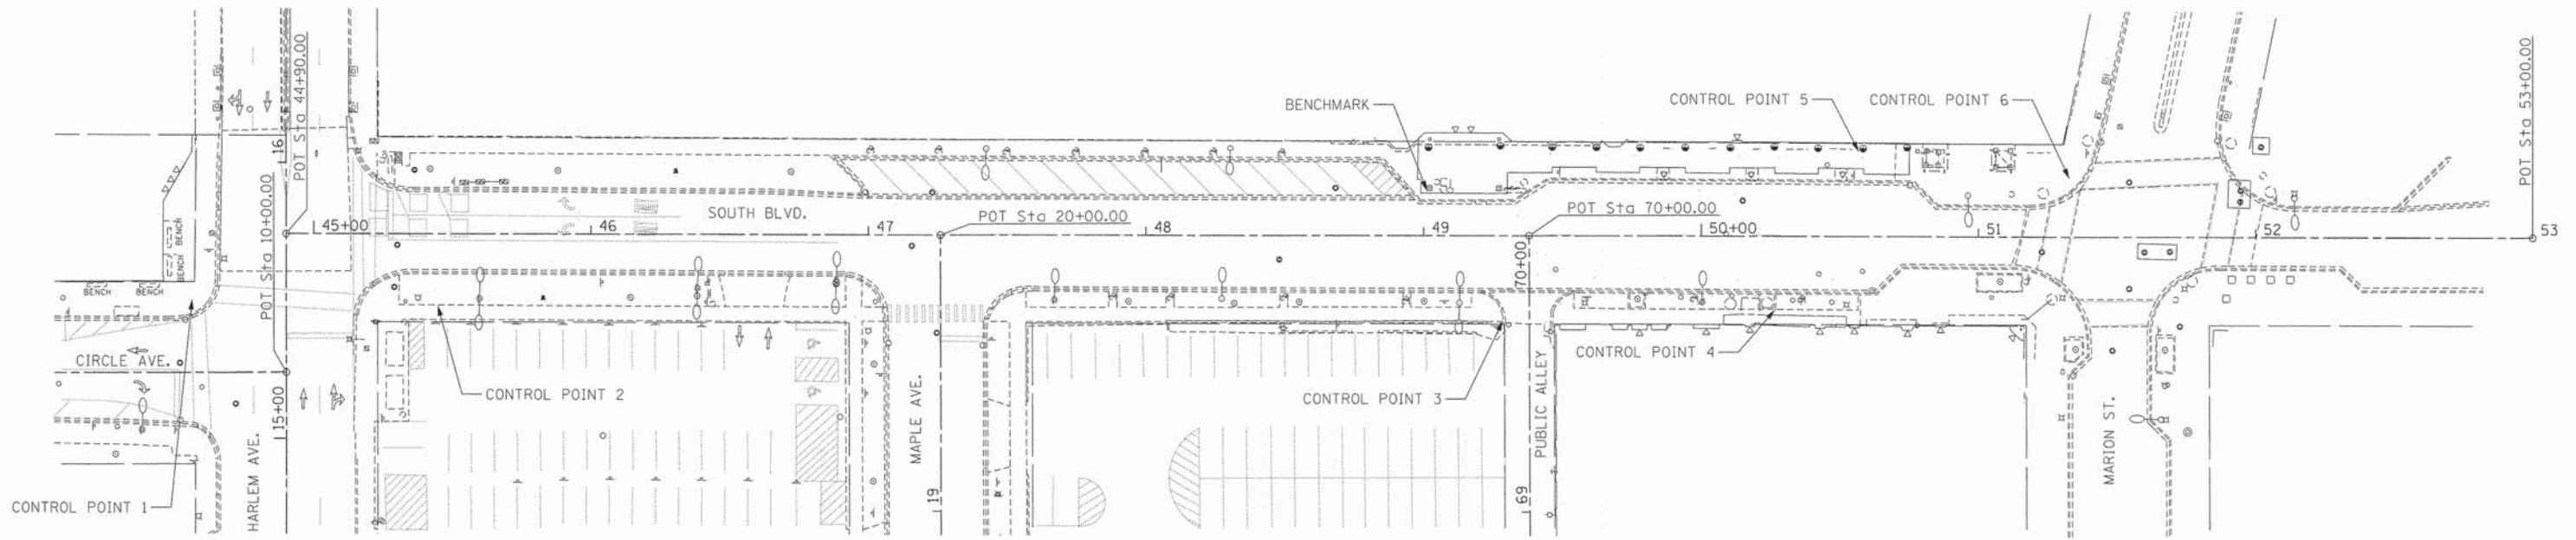 POT Sta 44+90.00
POT Sta 53+00.00
BENCHMARK
CONTROL POINT 5
CONTROL POINT 6
16
POT Sta 10+00.00
SOUTH BLVD.
POT Sta 20+00.00
POT Sta 70+00.00
45+00
46
47
48
49
50+00
51
52
53
BENCH
BENCH
BENCH
BENCH
70+00
CIRCLE AVE.
CONTROL POINT 2
CONTROL POINT 3
CONTROL POINT 4
15+00
HARLEM AVE.
MAPLE AVE.
PUBLIC ALLEY
MARION ST.
19
69
CONTROL POINT 1